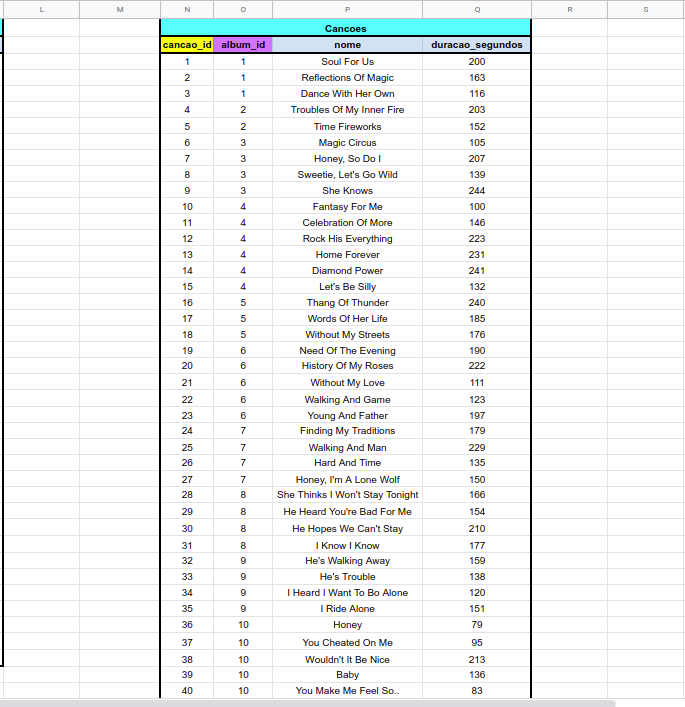 L M N O P Q R S
Cancoes
cancao_id album_id nome duracao_segundos
1 1 Soul For Us 200
2 1 Reflections Of Magic 163
3 1 Dance With Her Own 116
4 2 Troubles Of My Inner Fire 203
5 2 Time Fireworks 152
6 3 Magic Circus 105
7 3 Honey, So Do I 207
8 3 Sweetie, Let's Go Wild 139
9 3 She Knows 244
10 4 Fantasy For Me 100
11 4 Celebration Of More 146
12 4 Rock His Everything 223
13 4 Home Forever 231
14 4 Diamond Power 241
15 4 Let's Be Silly 132
16 5 Thang Of Thunder 240
17 5 Words Of Her Life 185
18 5 Without My Streets 176
19 6 Need Of The Evening 190
20 6 History Of My Roses 222
21 6 Without My Love 111
22 6 Walking And Game 123
23 6 Young And Father 197
24 7 Finding My Traditions 179
25 7 Walking And Man 229
26 7 Hard And Time 135
27 7 Honey, I'm A Lone Wolf 150
28 8 She Thinks I Won't Stay Tonight 166
29 8 He Heard You're Bad For Me 154
30 8 He Hopes We Can't Stay 210
31 8 I Know I Know 177
32 9 He's Walking Away 159
33 9 He's Trouble 138
34 9 I Heard I Want To Bo Alone 120
35 9 I Ride Alone 151
36 10 Honey 79
37 10 You Cheated On Me 95
38 10 Wouldn't It Be Nice 213
39 10 Baby 136
40 10 You Make Me Feel So.. 83